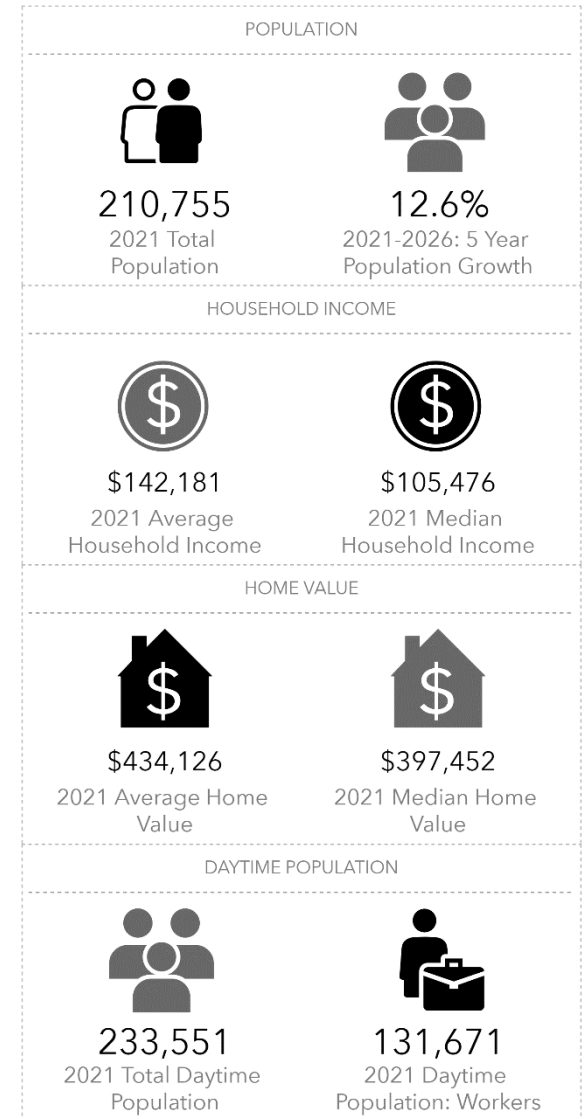 POPULATION
210,755
2021 Total
Population
12.6%
2021-2026: 5 Year
Population Growth
HOUSEHOLD INCOME
$
$142,181
2021 Average
Household Income
$
$105,476
2021 Median
Household Income
HOME VALUE
$
$434,126
2021 Average Home
Value
$
$397,452
2021 Median Home
Value
DAYTIME POPULATION
233,551
2021 Total Daytime
Population
131,671
2021 Daytime
Population: Workers